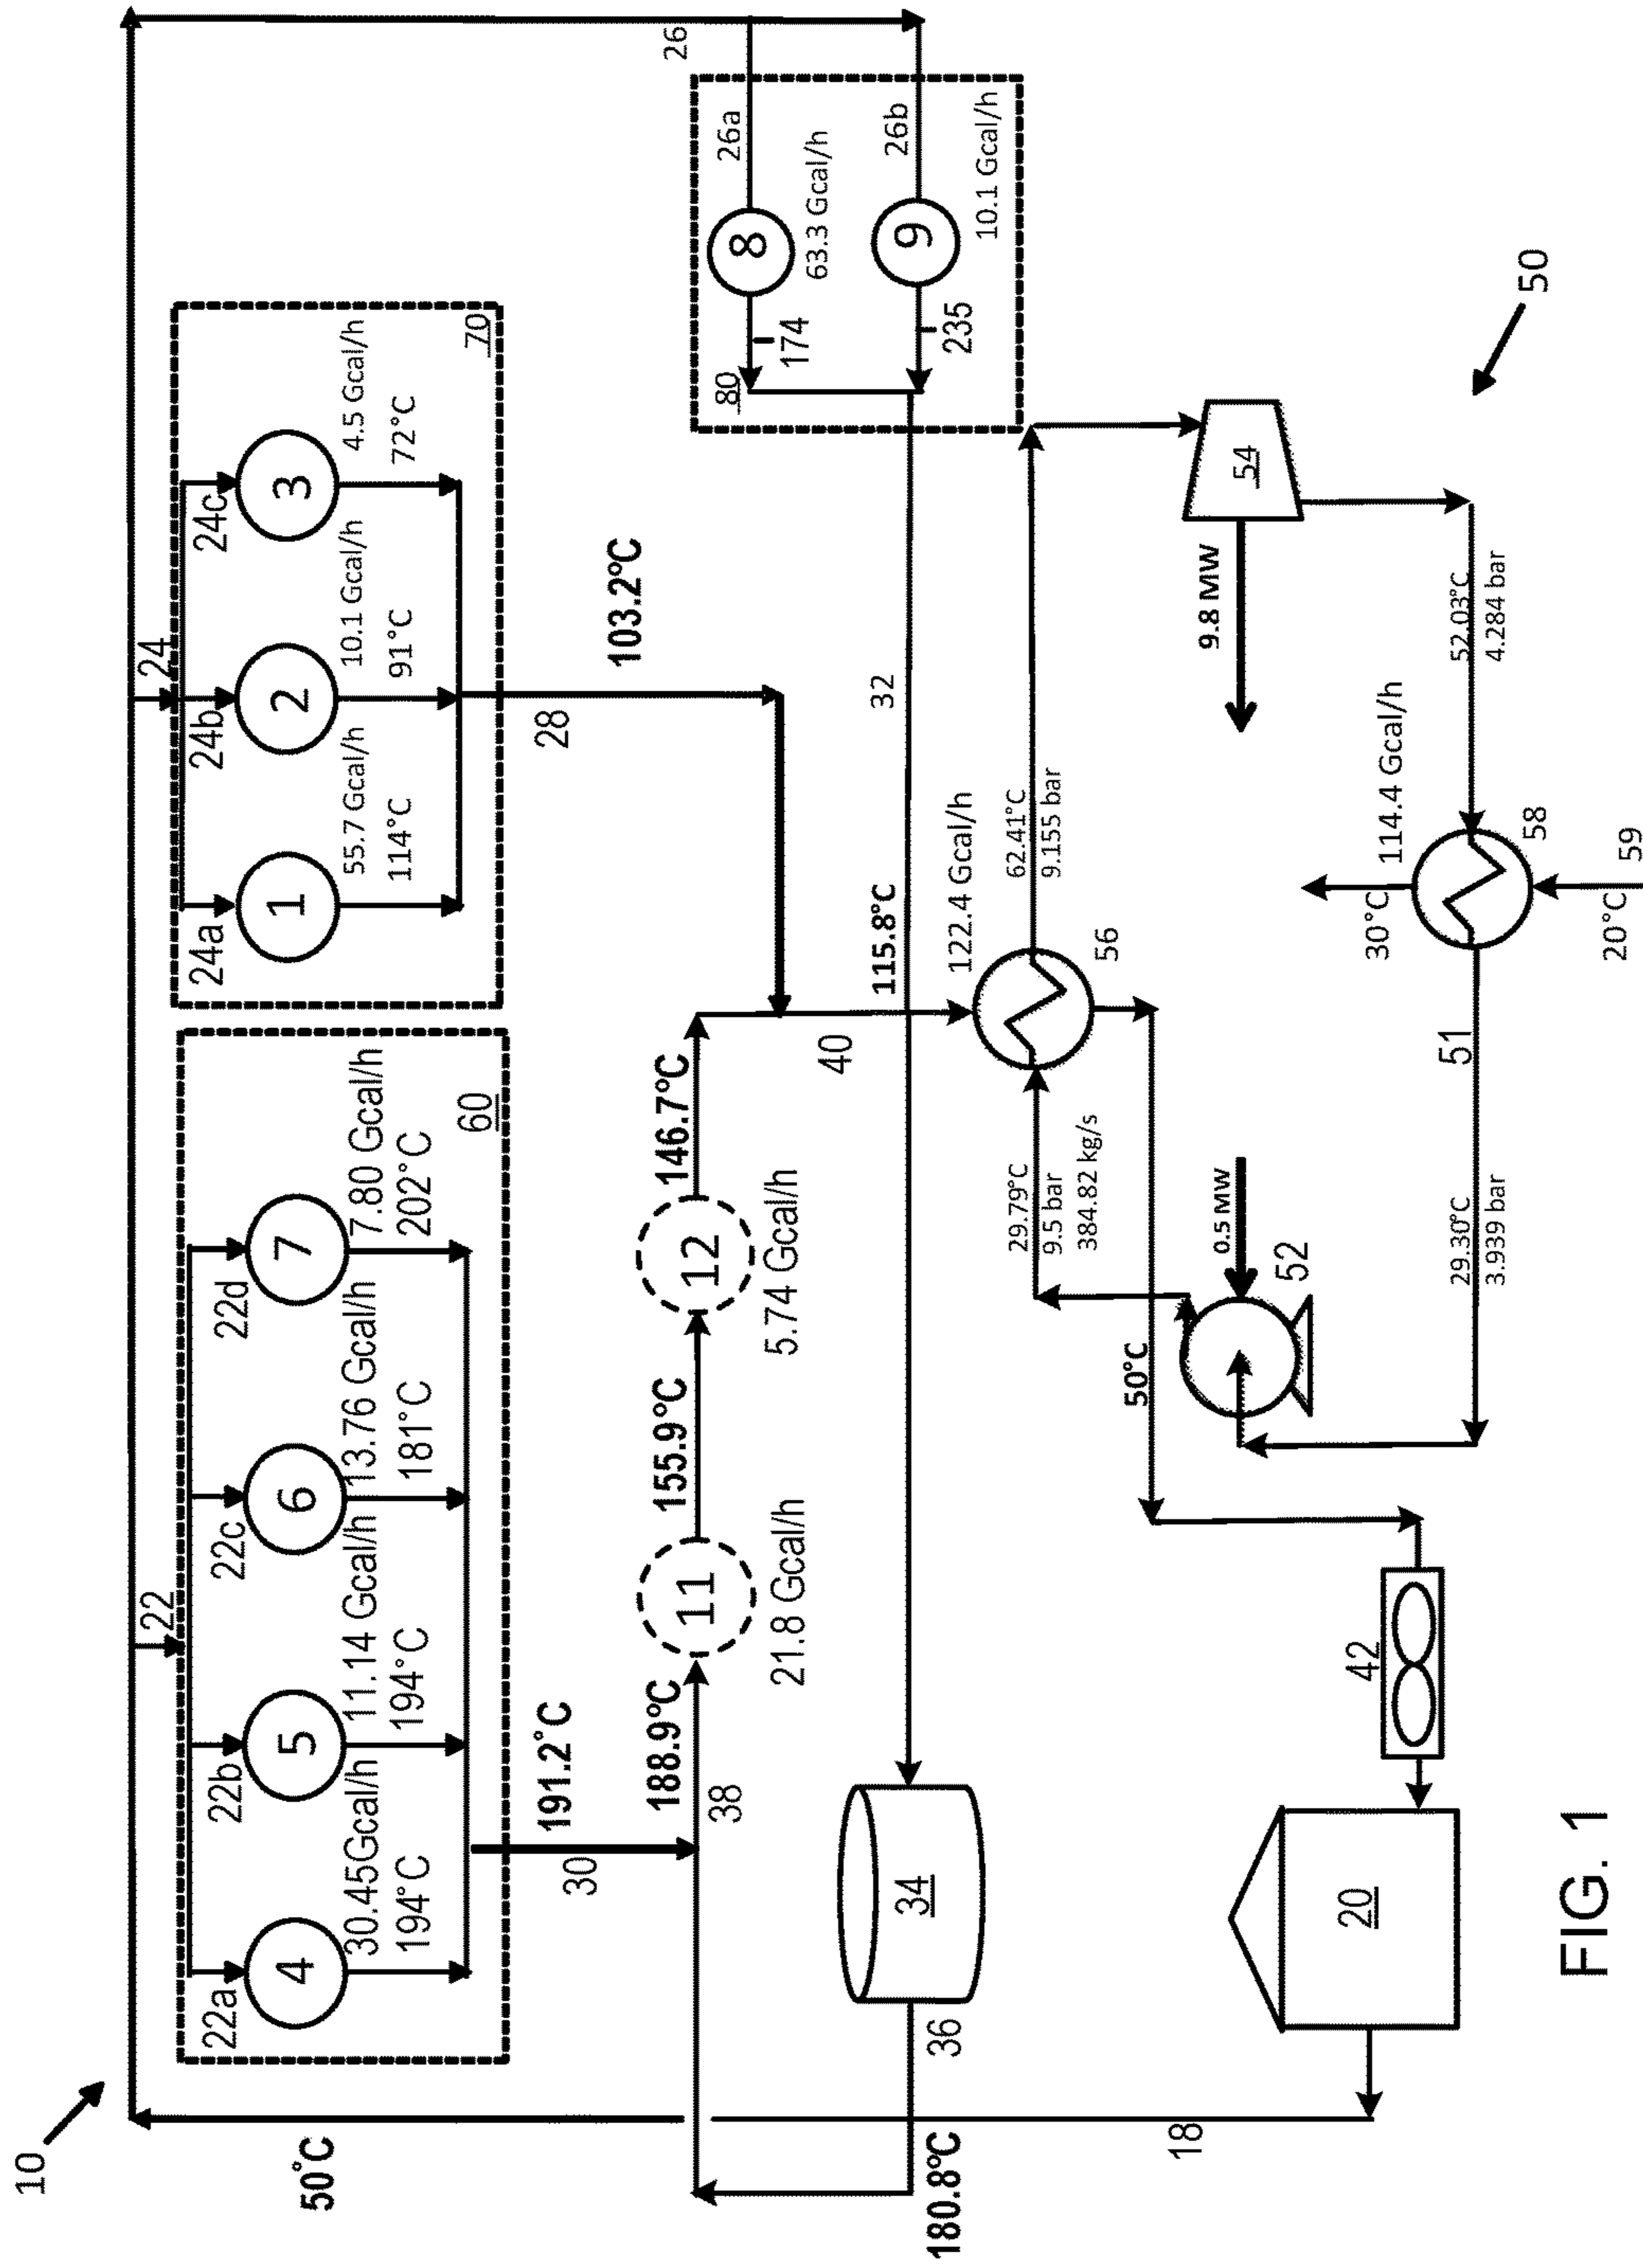 10
50°C
22
60
22a
22b
22c
22d
4
5
6
7
30.45Gcal/h
194°C
11.14 Gcal/h
194°C
13.76 Gcal/h
181°C
7.80 Gcal/h
202°C
24
70
24a
24b
24c
1
2
3
55.7 Gcal/h
114°C
10.1 Gcal/h
91°C
4.5 Gcal/h
72°C
191.2°C
30
28
103.2°C
26
188.9°C
38
11
21.8 Gcal/h
155.9°C
12
5.74 Gcal/h
146.7°C
80
26a
8
174
63.3 Gcal/h
26b
9
235
10.1 Gcal/h
40
115.8°C
32
34
36
180.8°C
18
122.4 Gcal/h
56
62.41°C
9.155 bar
29.79°C
9.5 bar
384.82 kg/s
54
9.8 MW
50°C
0.5 MW
52
20
42
52.03°C
4.284 bar
114.4 Gcal/h
58
30°C
20°C
59
51
29.30°C
3.939 bar
50
FIG. 1